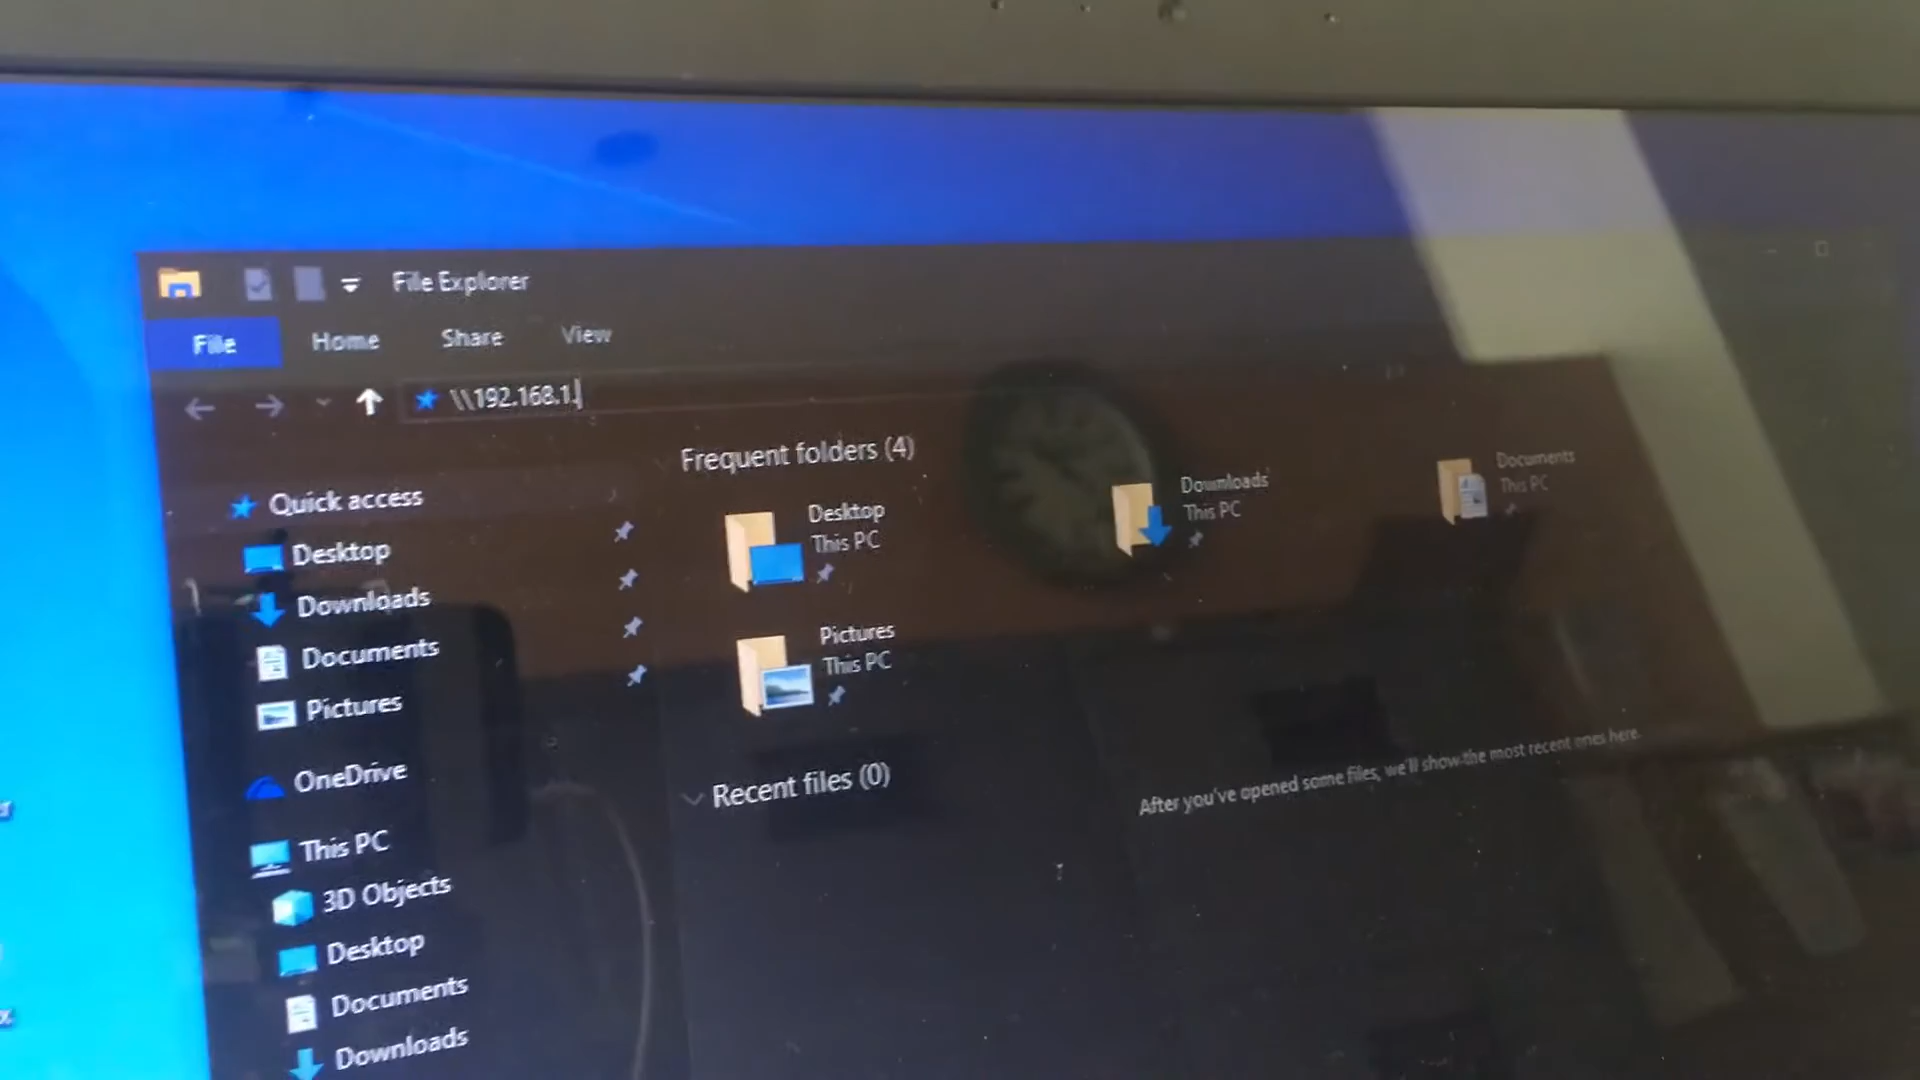 File Explorer
File Home Share View
\\192.168.1.
Frequent folders (4)
Quick access
Desktop
Downloads
Documents
Pictures
OneDrive
This PC
3D Objects
Desktop
Documents
Downloads
Desktop
This PC
Downloads
This PC
Documents
This PC
Pictures
This PC
Recent files (0)
After you've opened some files, we'll show the most recent ones here.